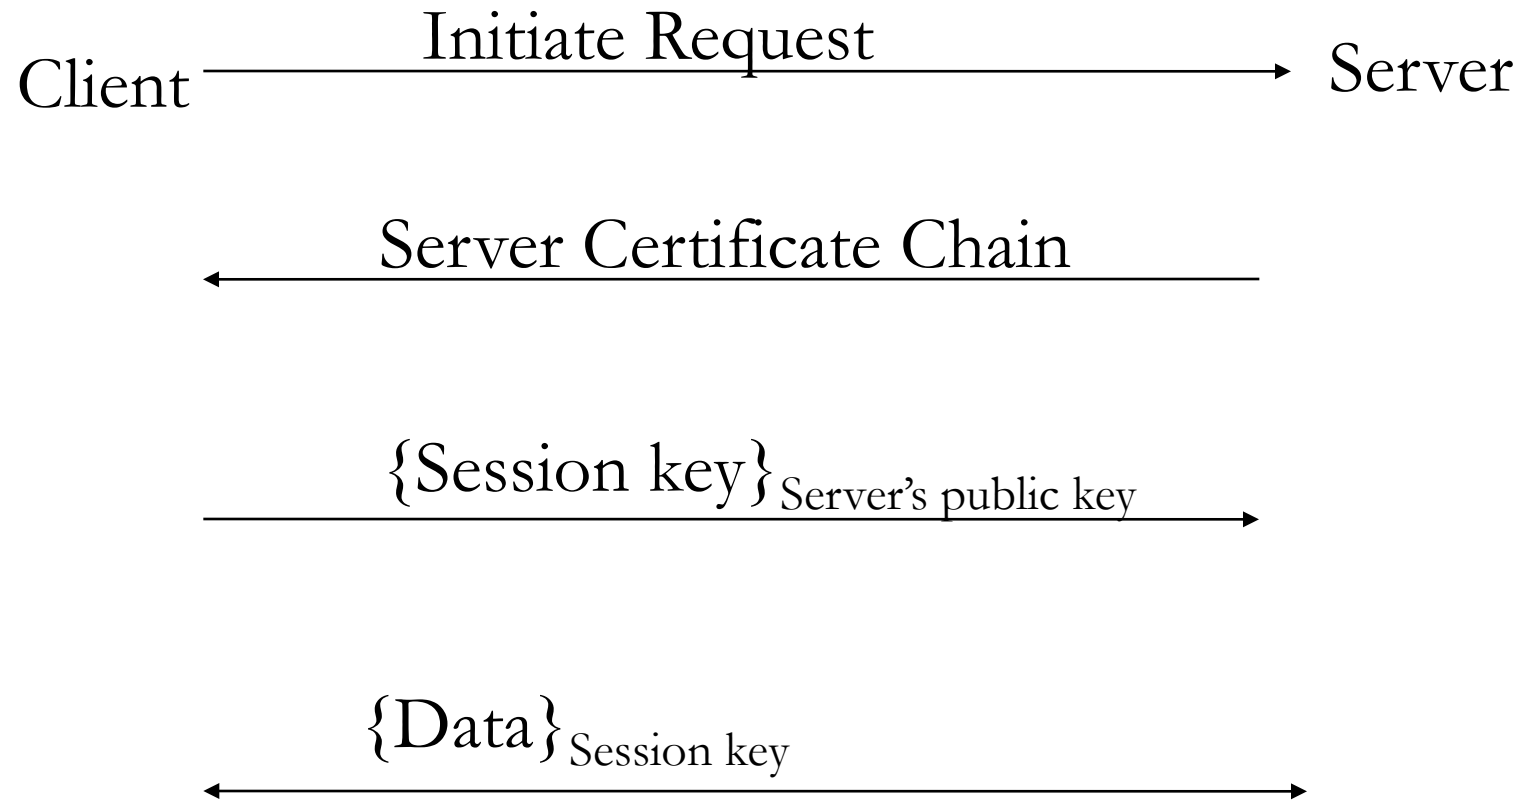 Initiate Request
Client
Server
Server Certificate Chain
{Session key}Server’s public key
{Data}Session key